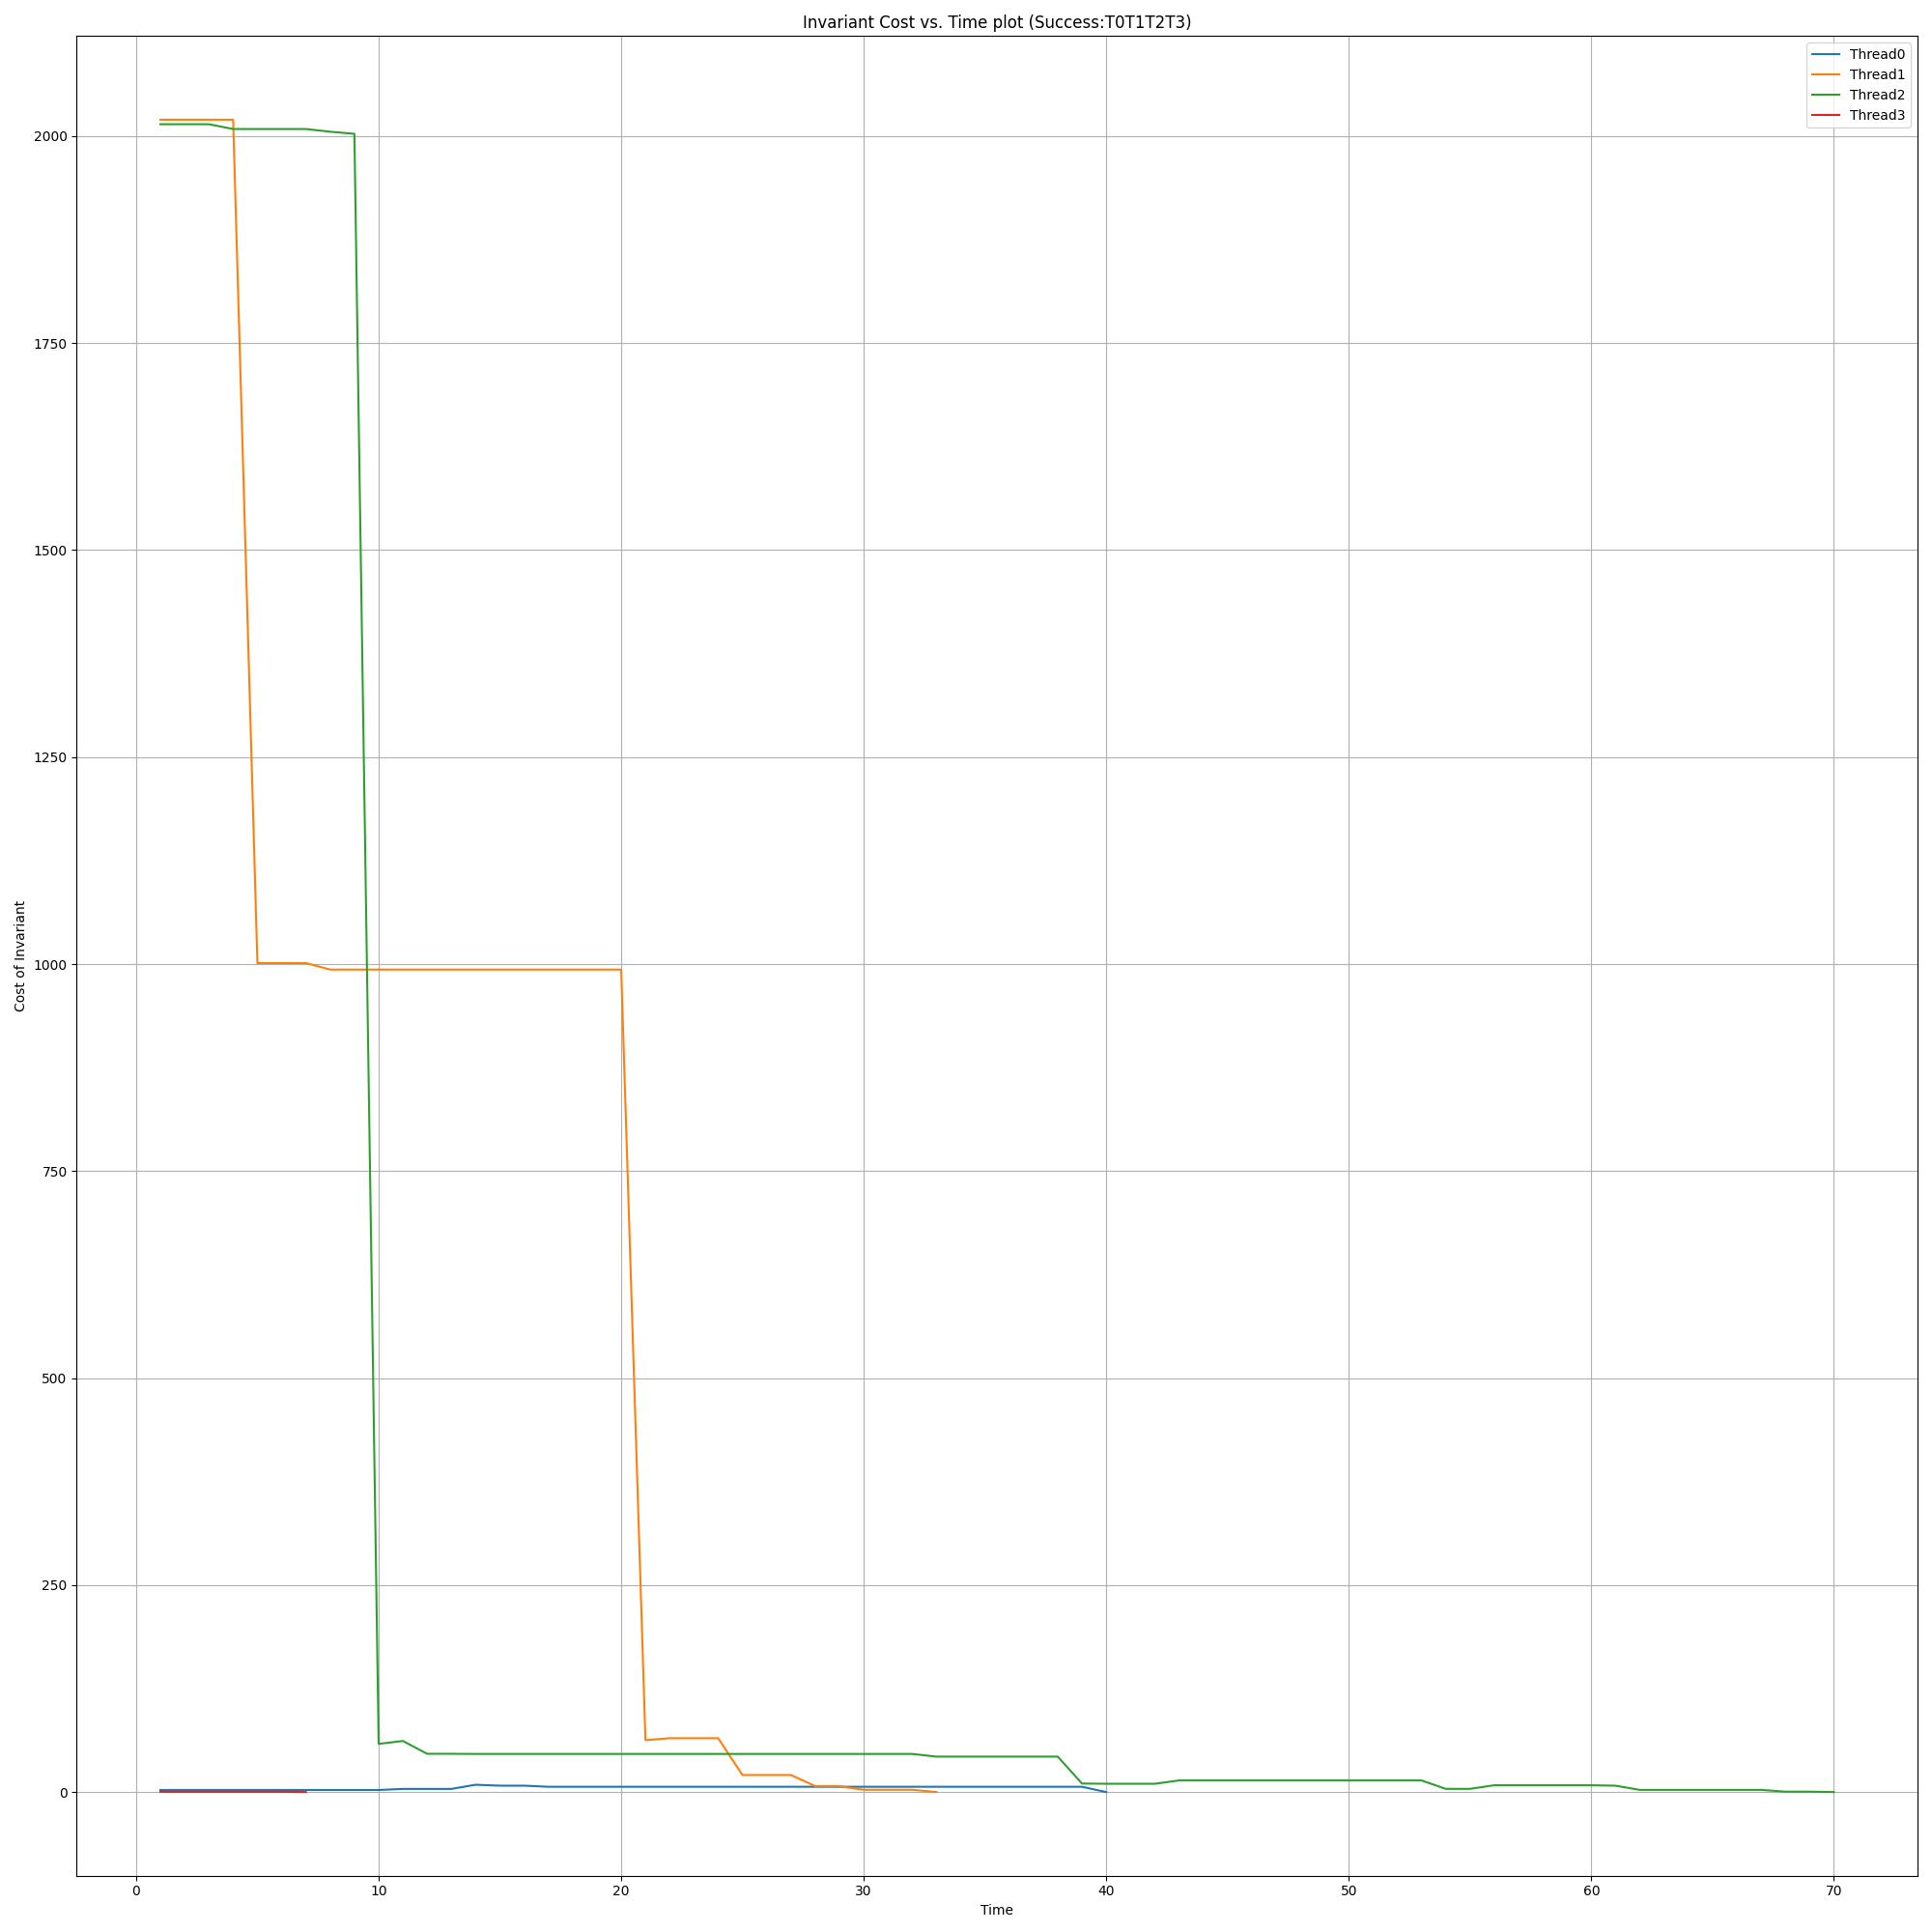 Invariant Cost vs. Time plot (Success:T0T1T2T3)
Thread0
Thread1
Thread2
Thread3
2000
1750
1500
1250
1000
750
500
250
0
Cost of Invariant
0 10 20 30 40 50 60 70
Time